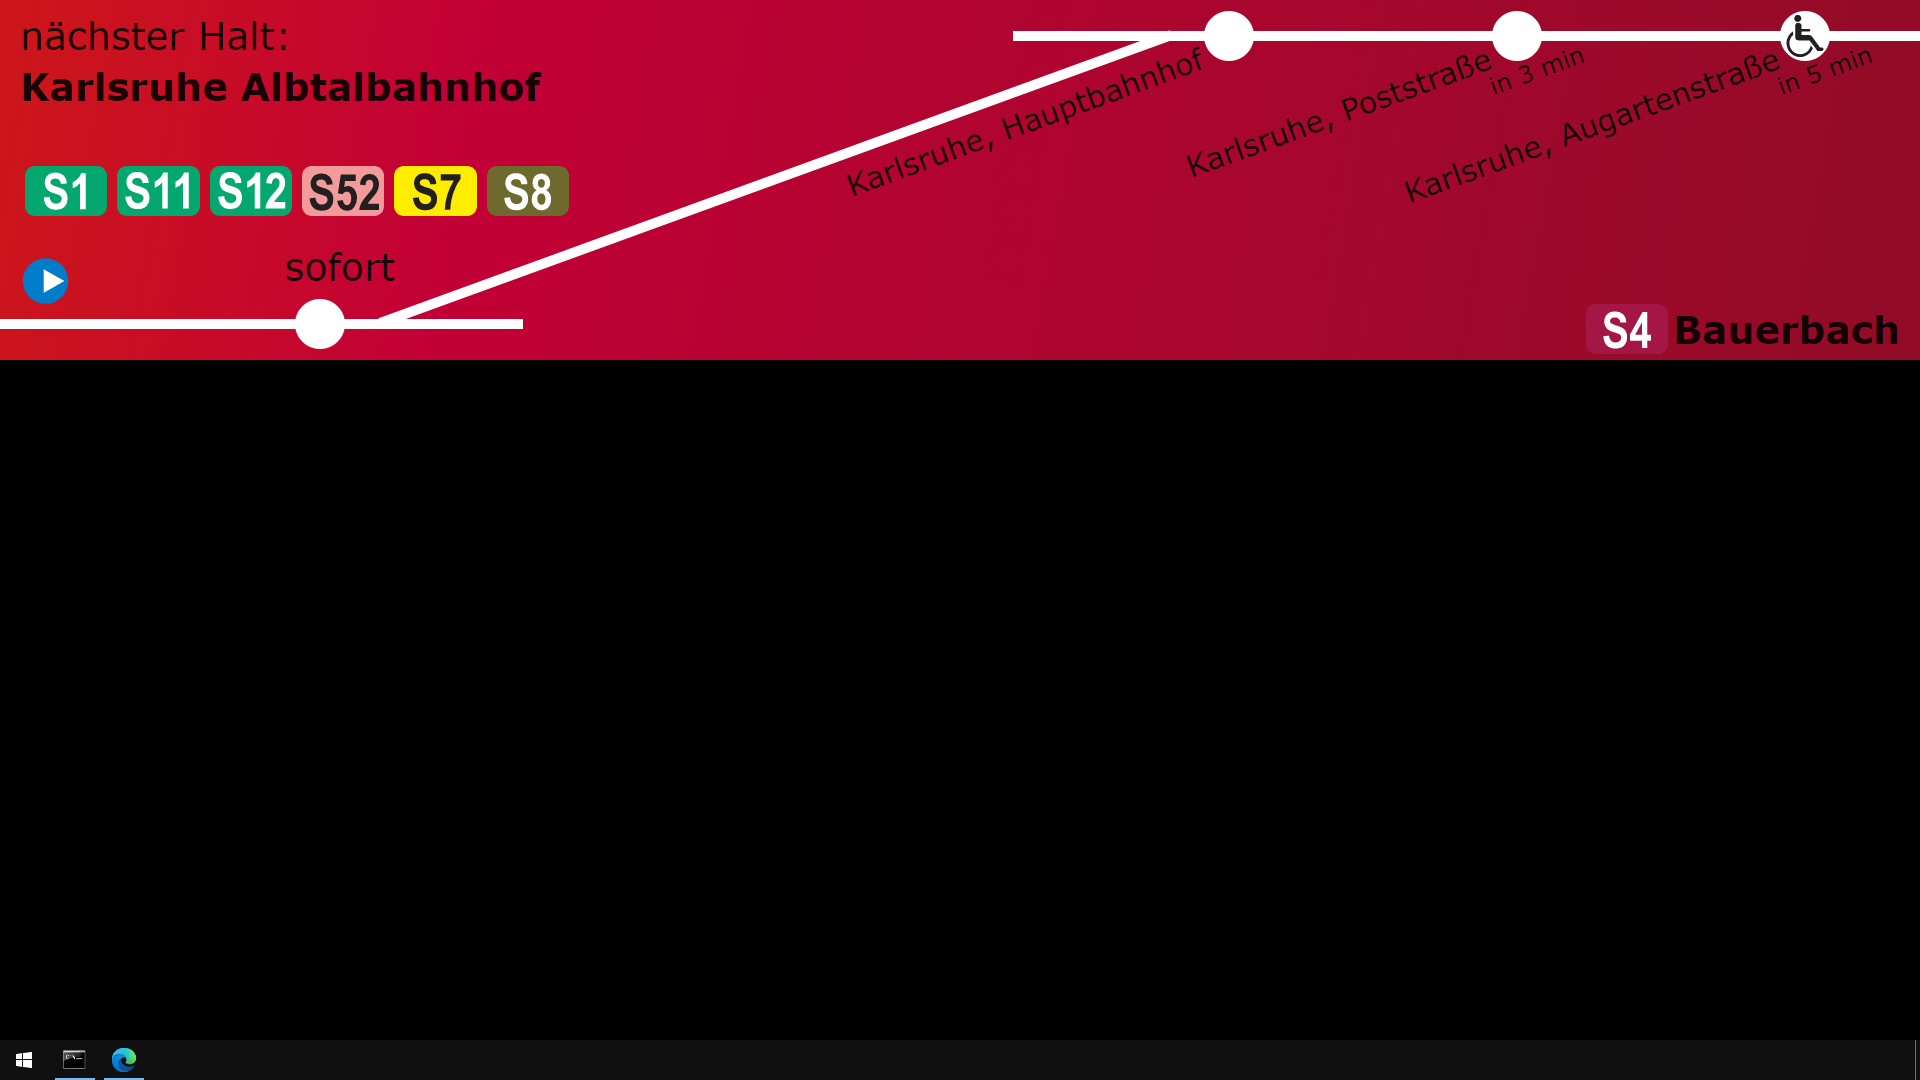 nächster Halt:
Karlsruhe Albtalbahnhof
S1 S11 S12 S52 S7 S8
sofort
Karlsruhe, Hauptbahnhof
Karlsruhe, Poststraße
in 3 min
Karlsruhe, Augartenstraße
in 5 min
S4 Bauerbach